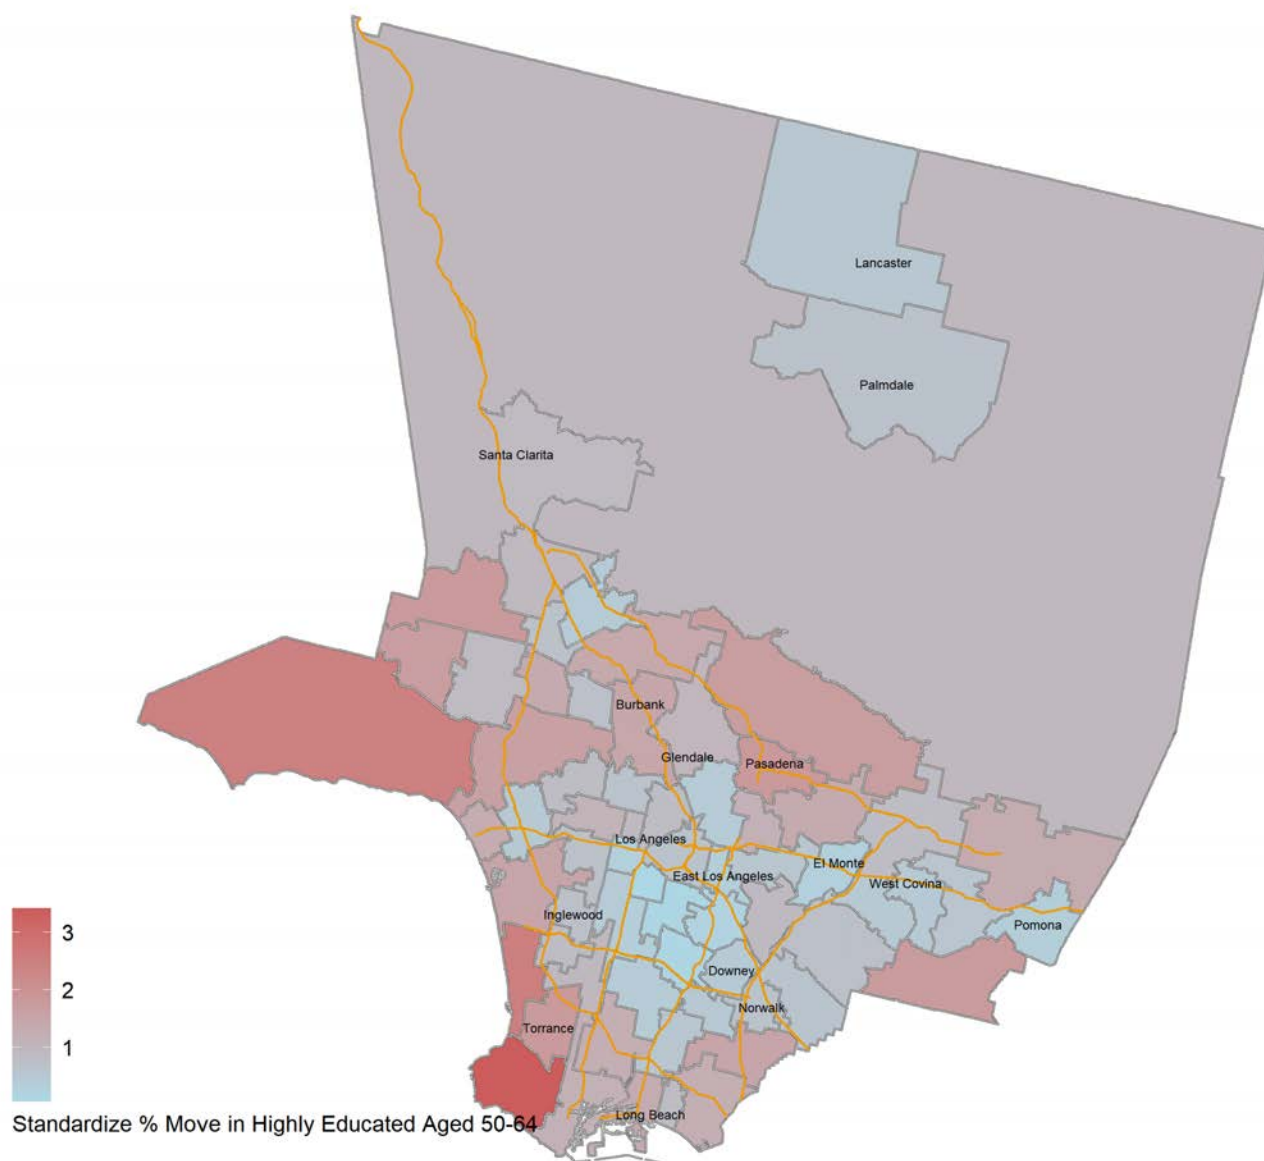 Lancaster
Palmdale
Santa Clarita
Burbank
Glendale
Pasadena
Los Angeles
El Monte
East Los Angeles
West Covina
Inglewood
Pomona
3
Downey
2
Norwalk
Torrance
1
Long Beach
Standardize % Move in Highly Educated Aged 50-64